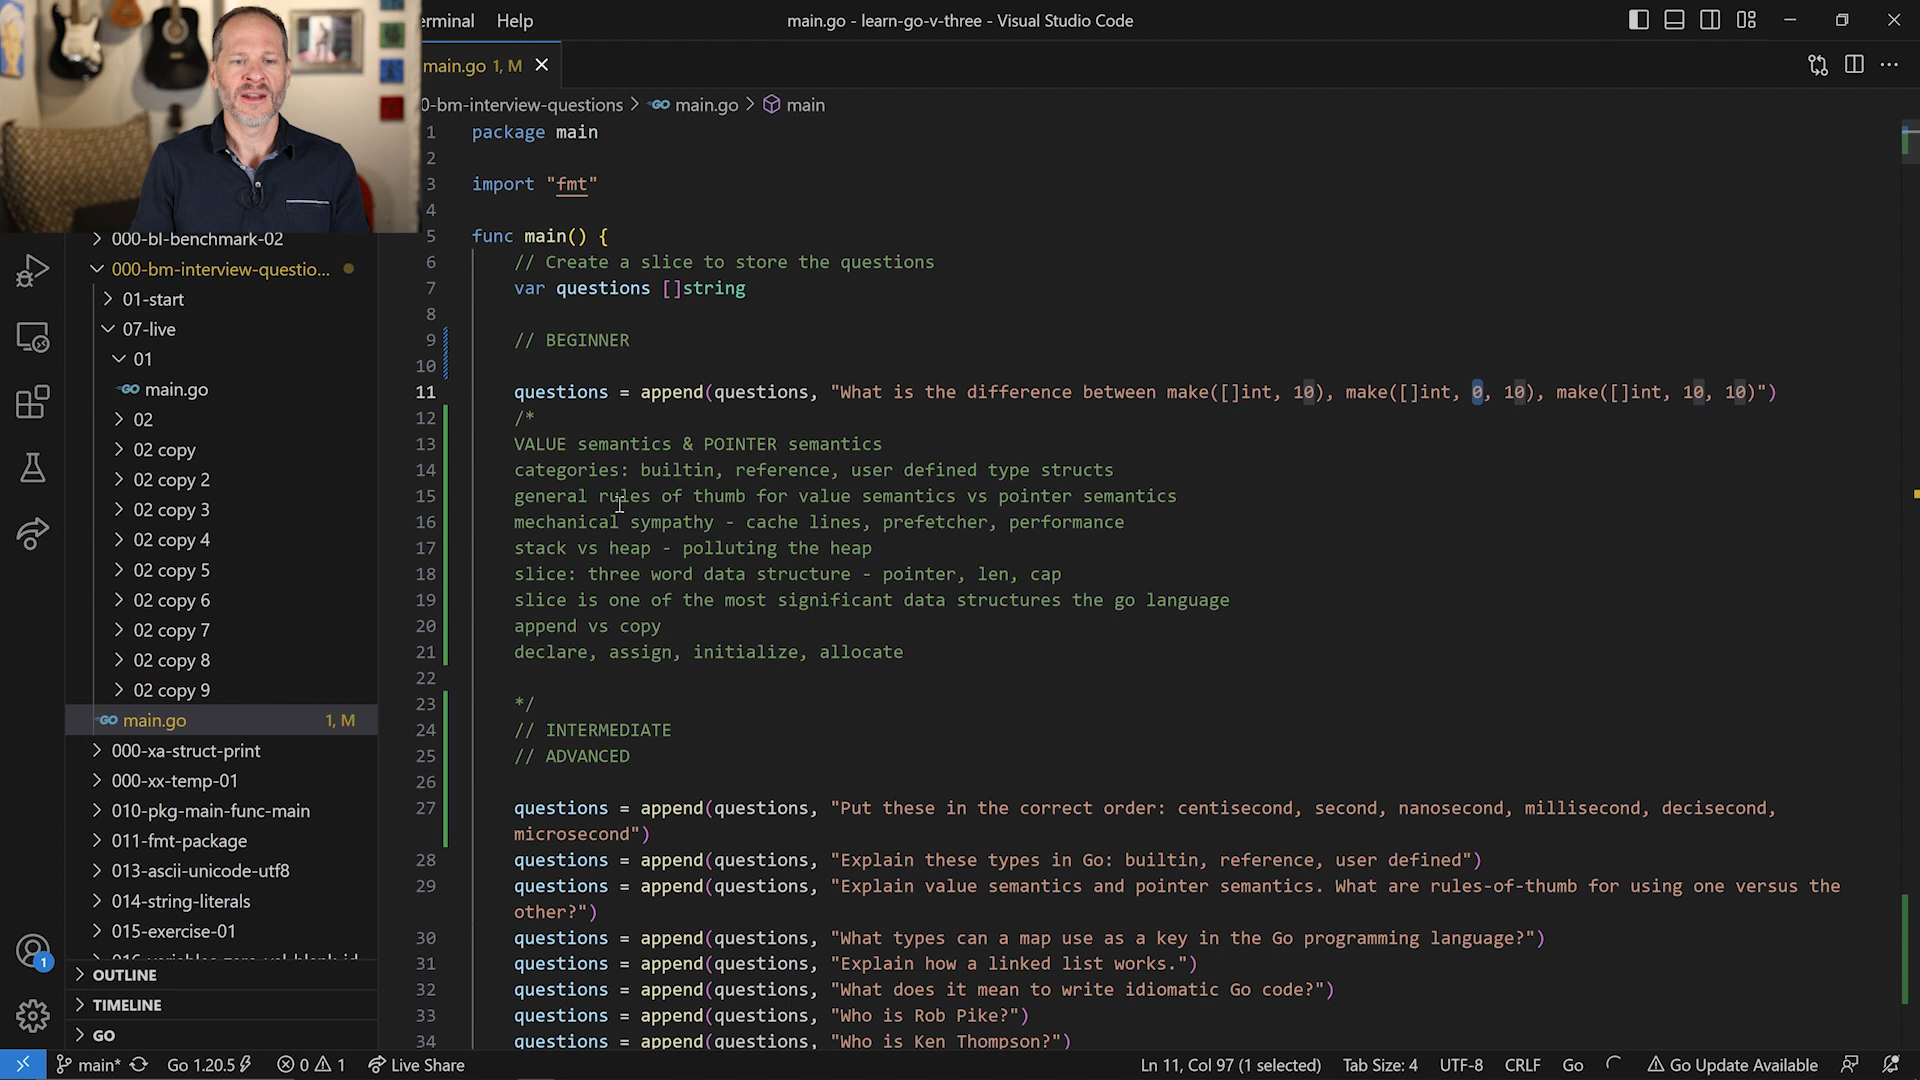 erminal Help main.go - learn-go-v-three - Visual Studio Code
main.go 1, M
0-bm-interview-questions > main.go > main
000-bl-benchmark-02
000-bm-interview-questio...
01-start
07-live
01
main.go
02
02 copy
02 copy 2
02 copy 3
02 copy 4
02 copy 5
02 copy 6
02 copy 7
02 copy 8
02 copy 9
main.go 1, M
000-xa-struct-print
000-xx-temp-01
010-pkg-main-func-main
011-fmt-package
013-ascii-unicode-utf8
014-string-literals
015-exercise-01
OUTLINE
TIMELINE
GO
1
1 package main
2
3 import "fmt"
4
5 func main() {
6 // Create a slice to store the questions
7 var questions []string
8
9 // BEGINNER
10
11 questions = append(questions, "What is the difference between make([]int, 10), make([]int, 0, 10), make([]int, 10, 10)")
12 /*
13 VALUE semantics & POINTER semantics
14 categories: builtin, reference, user defined type structs
15 general rules of thumb for value semantics vs pointer semantics
16 mechanical sympathy - cache lines, prefetcher, performance
17 stack vs heap - polluting the heap
18 slice: three word data structure - pointer, len, cap
19 slice is one of the most significant data structures the go language
20 append vs copy
21 declare, assign, initialize, allocate
22
23 */
24 // INTERMEDIATE
25 // ADVANCED
26
27 questions = append(questions, "Put these in the correct order: centisecond, second, nanosecond, millisecond, decisecond,
microsecond")
28 questions = append(questions, "Explain these types in Go: builtin, reference, user defined")
29 questions = append(questions, "Explain value semantics and pointer semantics. What are rules-of-thumb for using one versus the
other?")
30 questions = append(questions, "What types can a map use as a key in the Go programming language?")
31 questions = append(questions, "Explain how a linked list works.")
32 questions = append(questions, "What does it mean to write idiomatic Go code?")
33 questions = append(questions, "Who is Rob Pike?")
34 questions = append(questions, "Who is Ken Thompson?")
main* Go 1.20.5 0 1 Live Share Ln 11, Col 97 (1 selected) Tab Size: 4 UTF-8 CRLF Go Go Update Available